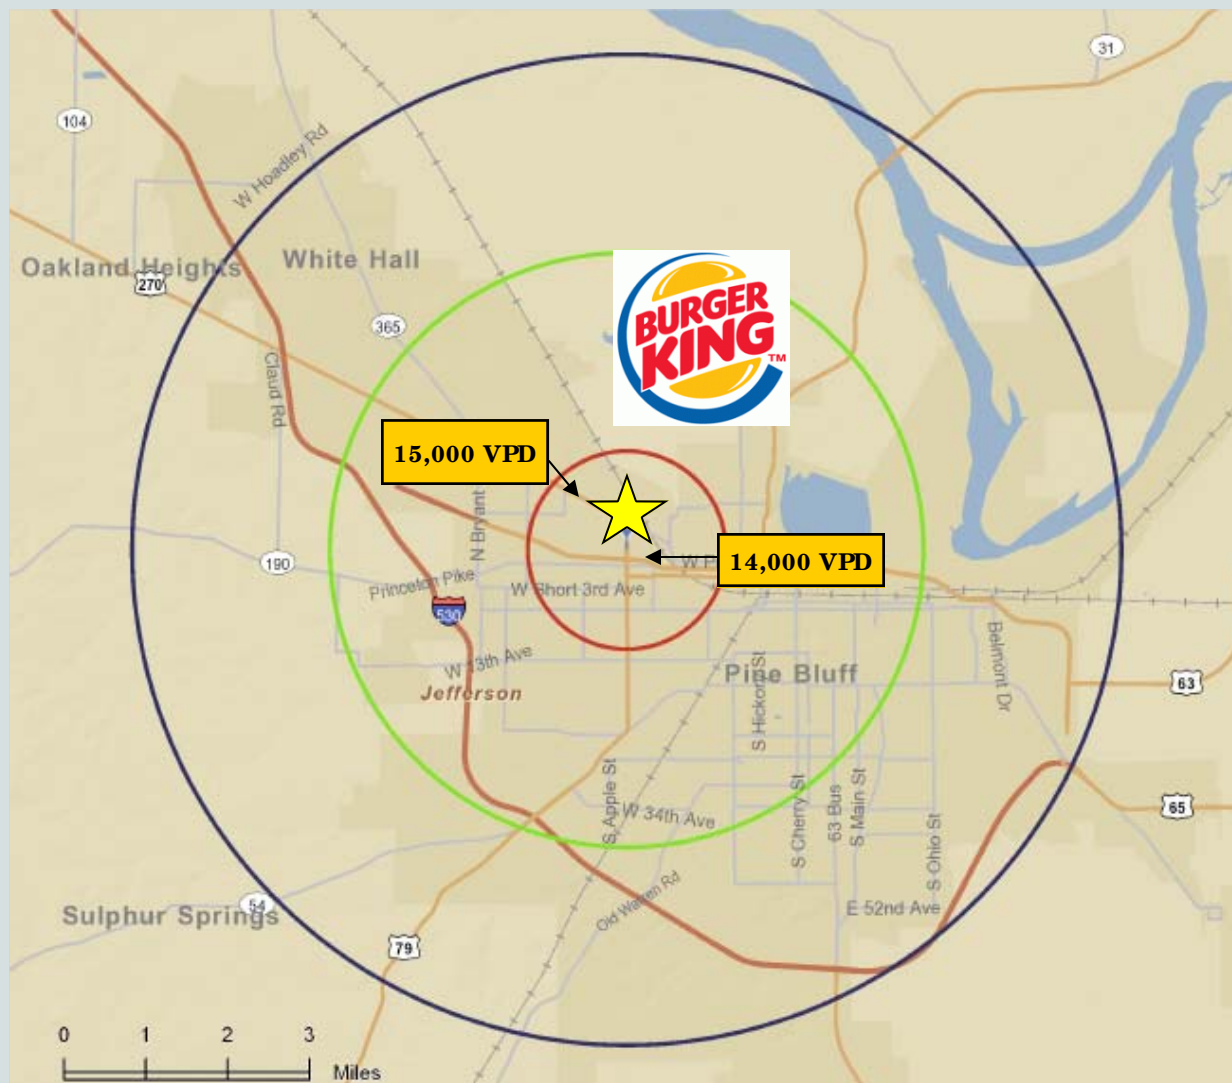 31
104
W Hoadley Rd
White Hall
Oakland Heights
270
365
BURGER
KING
TM
Claud Rd
15,000 VPD
N Bryant
14,000 VPD
W P
190
Princeton Pike
W Short 3rd Ave
530
W 13th Ave
Belmont Dr
Jefferson
Pine Bluff
63
S Hickory St
S Apple St
W 34th Ave
S Cherry St
63 Bus
S Main St
S Ohio St
65
Old Warren Rd
E 52nd Ave
54
Sulphur Springs
79
0 1 2 3
Miles